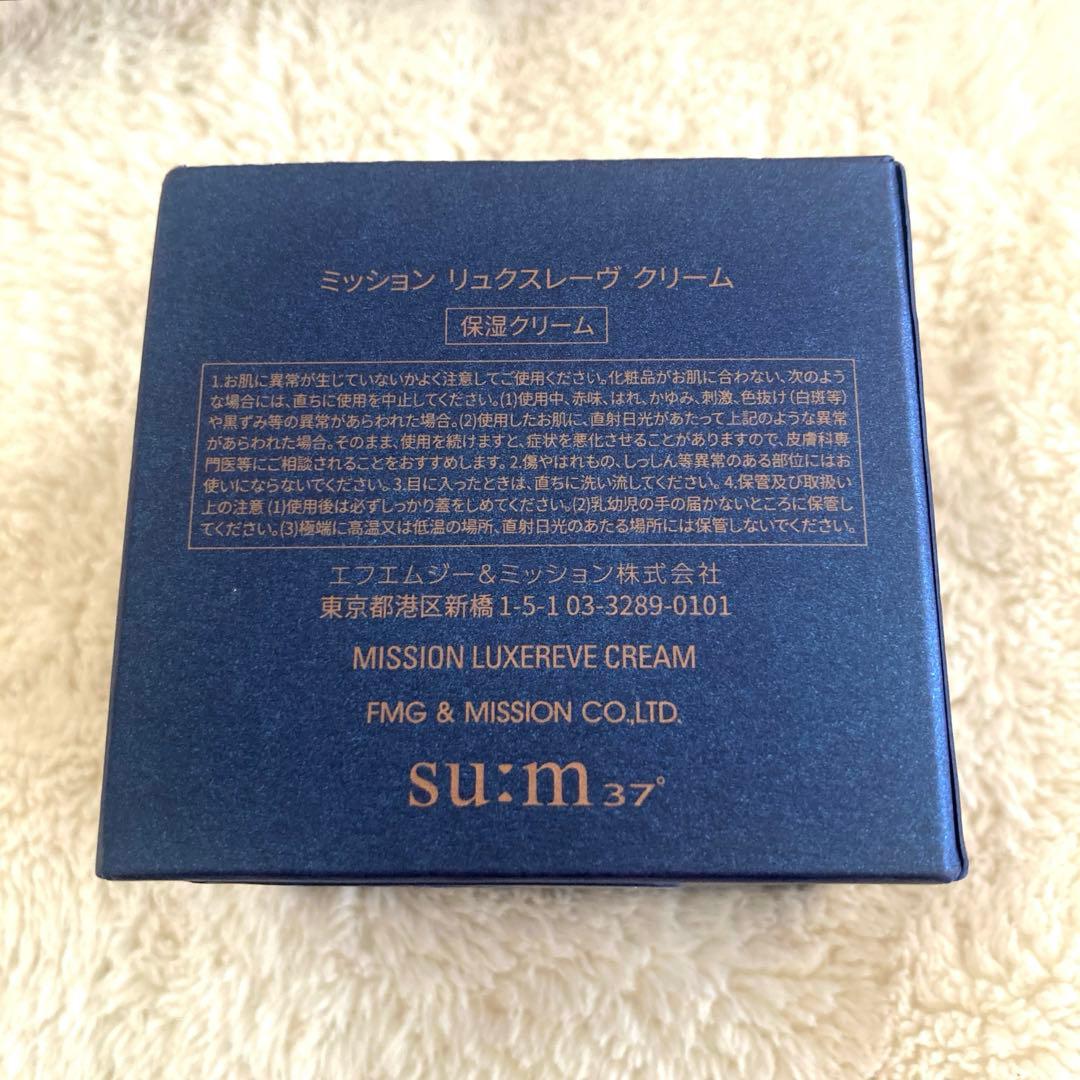 ミッション リュクスレーヴ クリーム
保湿クリーム
1.お肌に異常が生じていないかよく注意してご使用ください。化粧品がお肌に合わない、次のよう
な場合には、直ちに使用を中止してください。(1)使用中、赤味、はれ、かゆみ、刺激、色抜け(白斑等)
や黒ずみ等の異常があらわれた場合。(2)使用したお肌に、直射日光があたって上記のような異常
があらわれた場合。そのまま、使用を続けますと、症状を悪化させることがありますので、皮膚科専
門医等にご相談されることをおすすめします。2.傷やはれもの、しっしん等異常のある部位にはお
使いにならないでください。3.目に入ったときは、直ちに洗い流してください。4.保管及び取扱い
上の注意 (1)使用後は必ずしっかり蓋をしめてください。(2)乳幼児の手の届かないところに保管し
てください。(3)極端に高温又は低温の場所、直射日光のあたる場所には保管しないでください。
エフエムジー&ミッション株式会社
東京都港区新橋1-5-1 03-3289-0101
MISSION LUXEREVE CREAM
FMG & MISSION CO.,LTD.
su:m37°